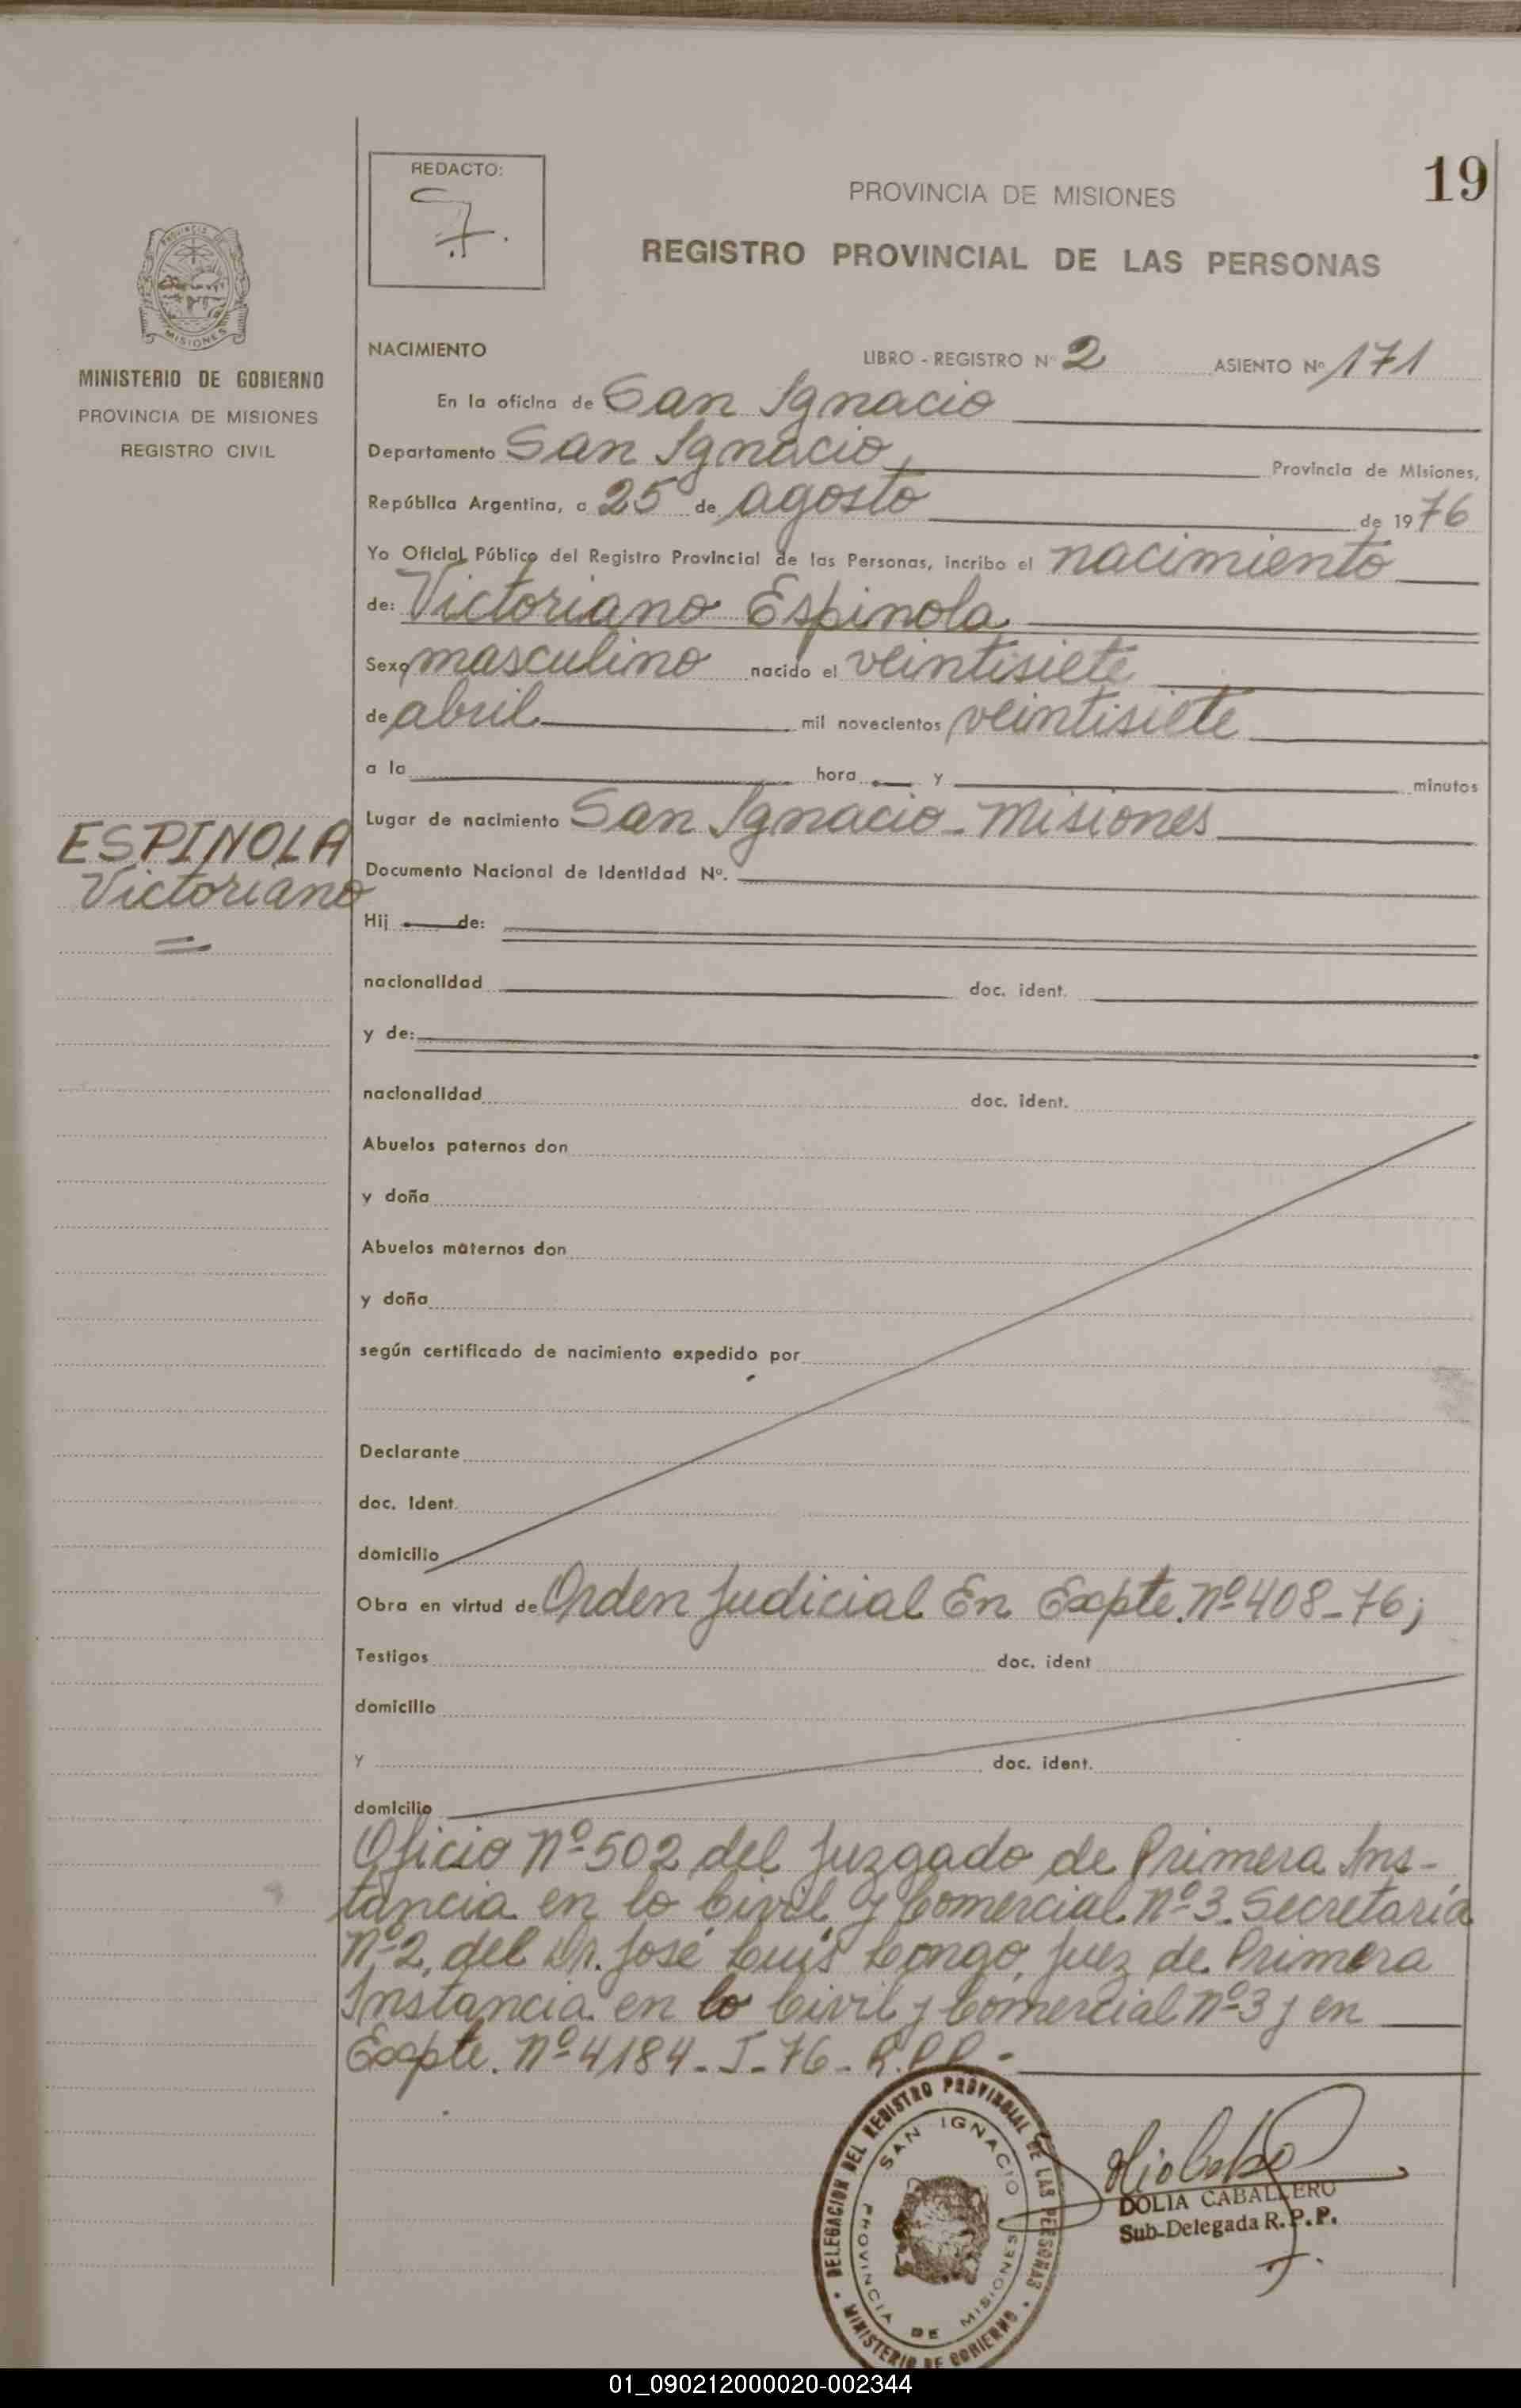 REDACTO:
7.
PROVINCIA DE MISIONES
19
REGISTRO PROVINCIAL DE LAS PERSONAS
PROVINCIA DE
MISIONES
MINISTERIO DE GOBIERNO
PROVINCIA DE MISIONES
REGISTRO CIVIL
NACIMIENTO LIBRO - REGISTRO Nº 2 ASIENTO Nº 171
En la oficina de San Ignacio
Departamento San Ignacio, Provincia de Misiones,
República Argentina, a 25 de agosto de 1976
Yo Oficial Público del Registro Provincial de las Personas, incribo el nacimiento
de: Victoriano Espinola
Sexo masculino nacido el veintisiete
de abril mil novecientos veintisiete
a la hora y minutos
Lugar de nacimiento San Ignacio - Misiones
ESPINOLA
Victoriano
Documento Nacional de Identidad Nº.
Hij de:
nacionalidad doc. ident.
y de:
nacionalidad doc. ident.
Abuelos paternos don
y doña
Abuelos maternos don
y doña
según certificado de nacimiento expedido por
Declarante
doc. Ident.
domicilio
Obra en virtud de Orden Judicial En Expte. nº 408-76;
Testigos doc. ident
domicilio
y doc. ident.
domicilio
Oficio nº 502 del Juzgado de Primera Ins-
tancia en lo Civil y Comercial nº 3. Secretaría
nº 2, del Dr. José Luis Longo, Juez de Primera
Instancia en lo Civil y Comercial nº 3 y en
Expte. nº 4184-I-76-R.P.P.-
DELEGACION DEL REGISTRO PROVINCIAL DE LAS PERSONAS
SAN IGNACIO
PROVINCIA DE MISIONES
MINISTERIO DE GOBIERNO
DOLIA CABALLERO
Sub-Delegada R.P.P.
01_090212000020-002344